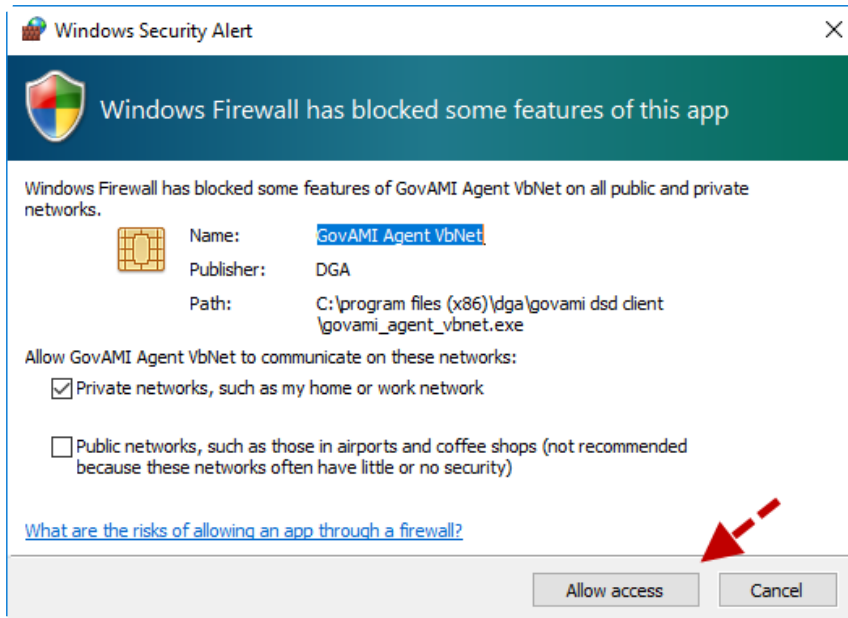 Windows Security Alert
Windows Firewall has blocked some features of this app
Windows Firewall has blocked some features of GovAMI Agent VbNet on all public and private
networks.
Name: GovAMI Agent VbNet
Publisher: DGA
Path: C:\program files (x86)\dga\govami dsd client
\govami_agent_vbnet.exe
Allow GovAMI Agent VbNet to communicate on these networks:
Private networks, such as my home or work network
Public networks, such as those in airports and coffee shops (not recommended
because these networks often have little or no security)
What are the risks of allowing an app through a firewall?
Allow access Cancel